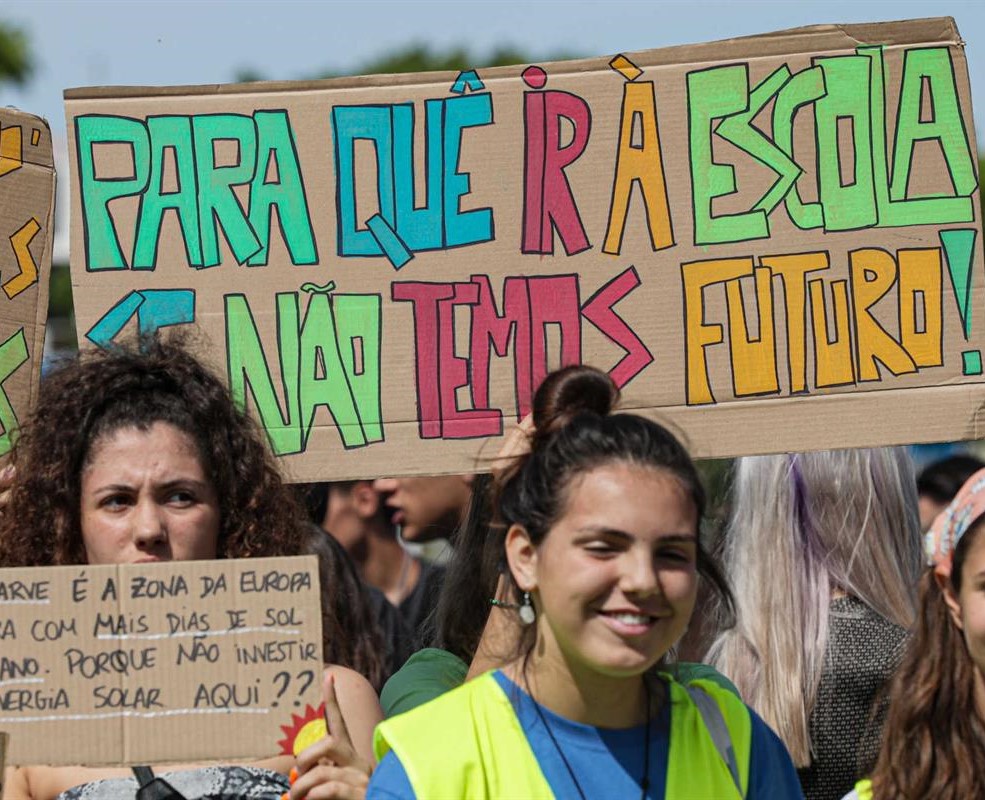 PARA QUÊ iR À ESCOLA
NÃO TEMOS FUTURO!
ARVE É A ZONA DA EUROPA
RA COM MAIS DIAS DE SOL
ANO. PORQUE NÃO INVESTIR
NERGIA SOLAR AQUI??